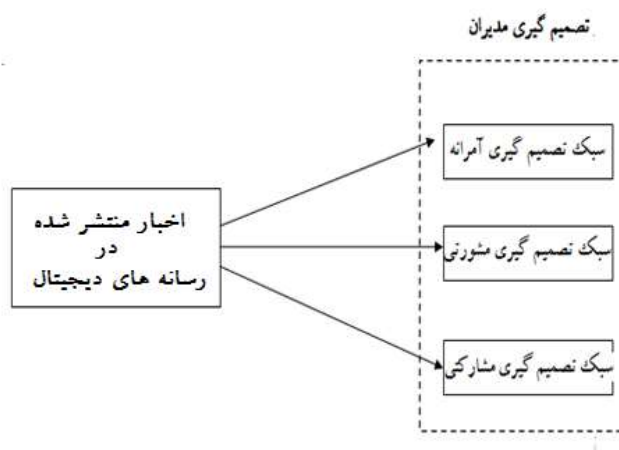 تصمیم گیری مدیران
سبک تصمیم گیری آمرانه
اخبار منتشر شده
در
رسانه های دیجیتال
سبک تصمیم گیری مشورتی
سبک تصمیم گیری مشارکتی